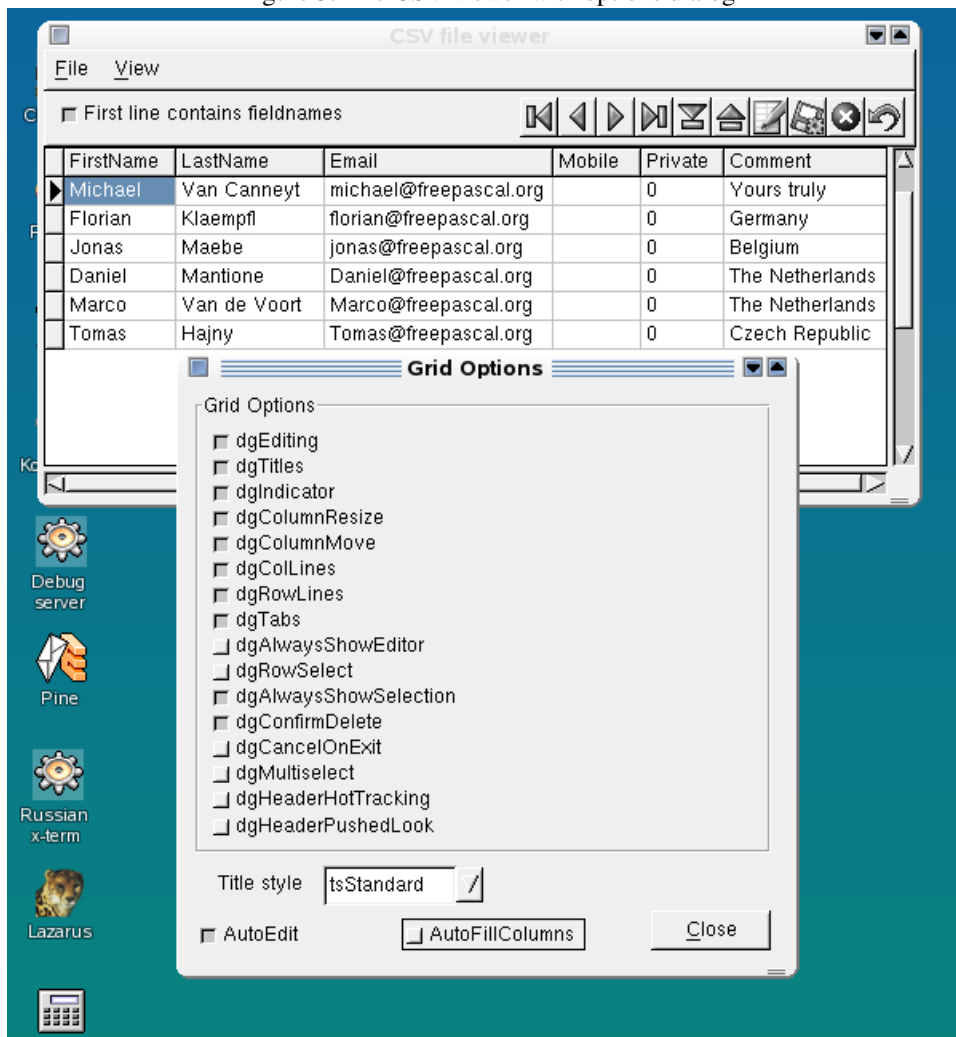 CSV file viewer
File View
First line contains fieldnames
FirstName LastName Email Mobile Private Comment
Michael Van Canneyt michael@freepascal.org 0 Yours truly
Florian Klaempfl florian@freepascal.org 0 Germany
Jonas Maebe jonas@freepascal.org 0 Belgium
Daniel Mantione Daniel@freepascal.org 0 The Netherlands
Marco Van de Voort Marco@freepascal.org 0 The Netherlands
Tomas Hajny Tomas@freepascal.org 0 Czech Republic
Grid Options
Grid Options
dgEditing
dgTitles
dgIndicator
dgColumnResize
dgColumnMove
dgColLines
dgRowLines
dgTabs
dgAlwaysShowEditor
dgRowSelect
dgAlwaysShowSelection
dgConfirmDelete
dgCancelOnExit
dgMultiselect
dgHeaderHotTracking
dgHeaderPushedLook
Title style tsStandard
AutoEdit AutoFillColumns Close
Debug
server
Pine
Russian
x-term
Lazarus